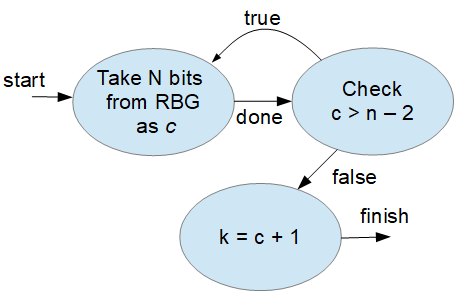 true
start
Take N bits
from RBG
as c
done
Check
c > n – 2
false
k = c + 1
finish